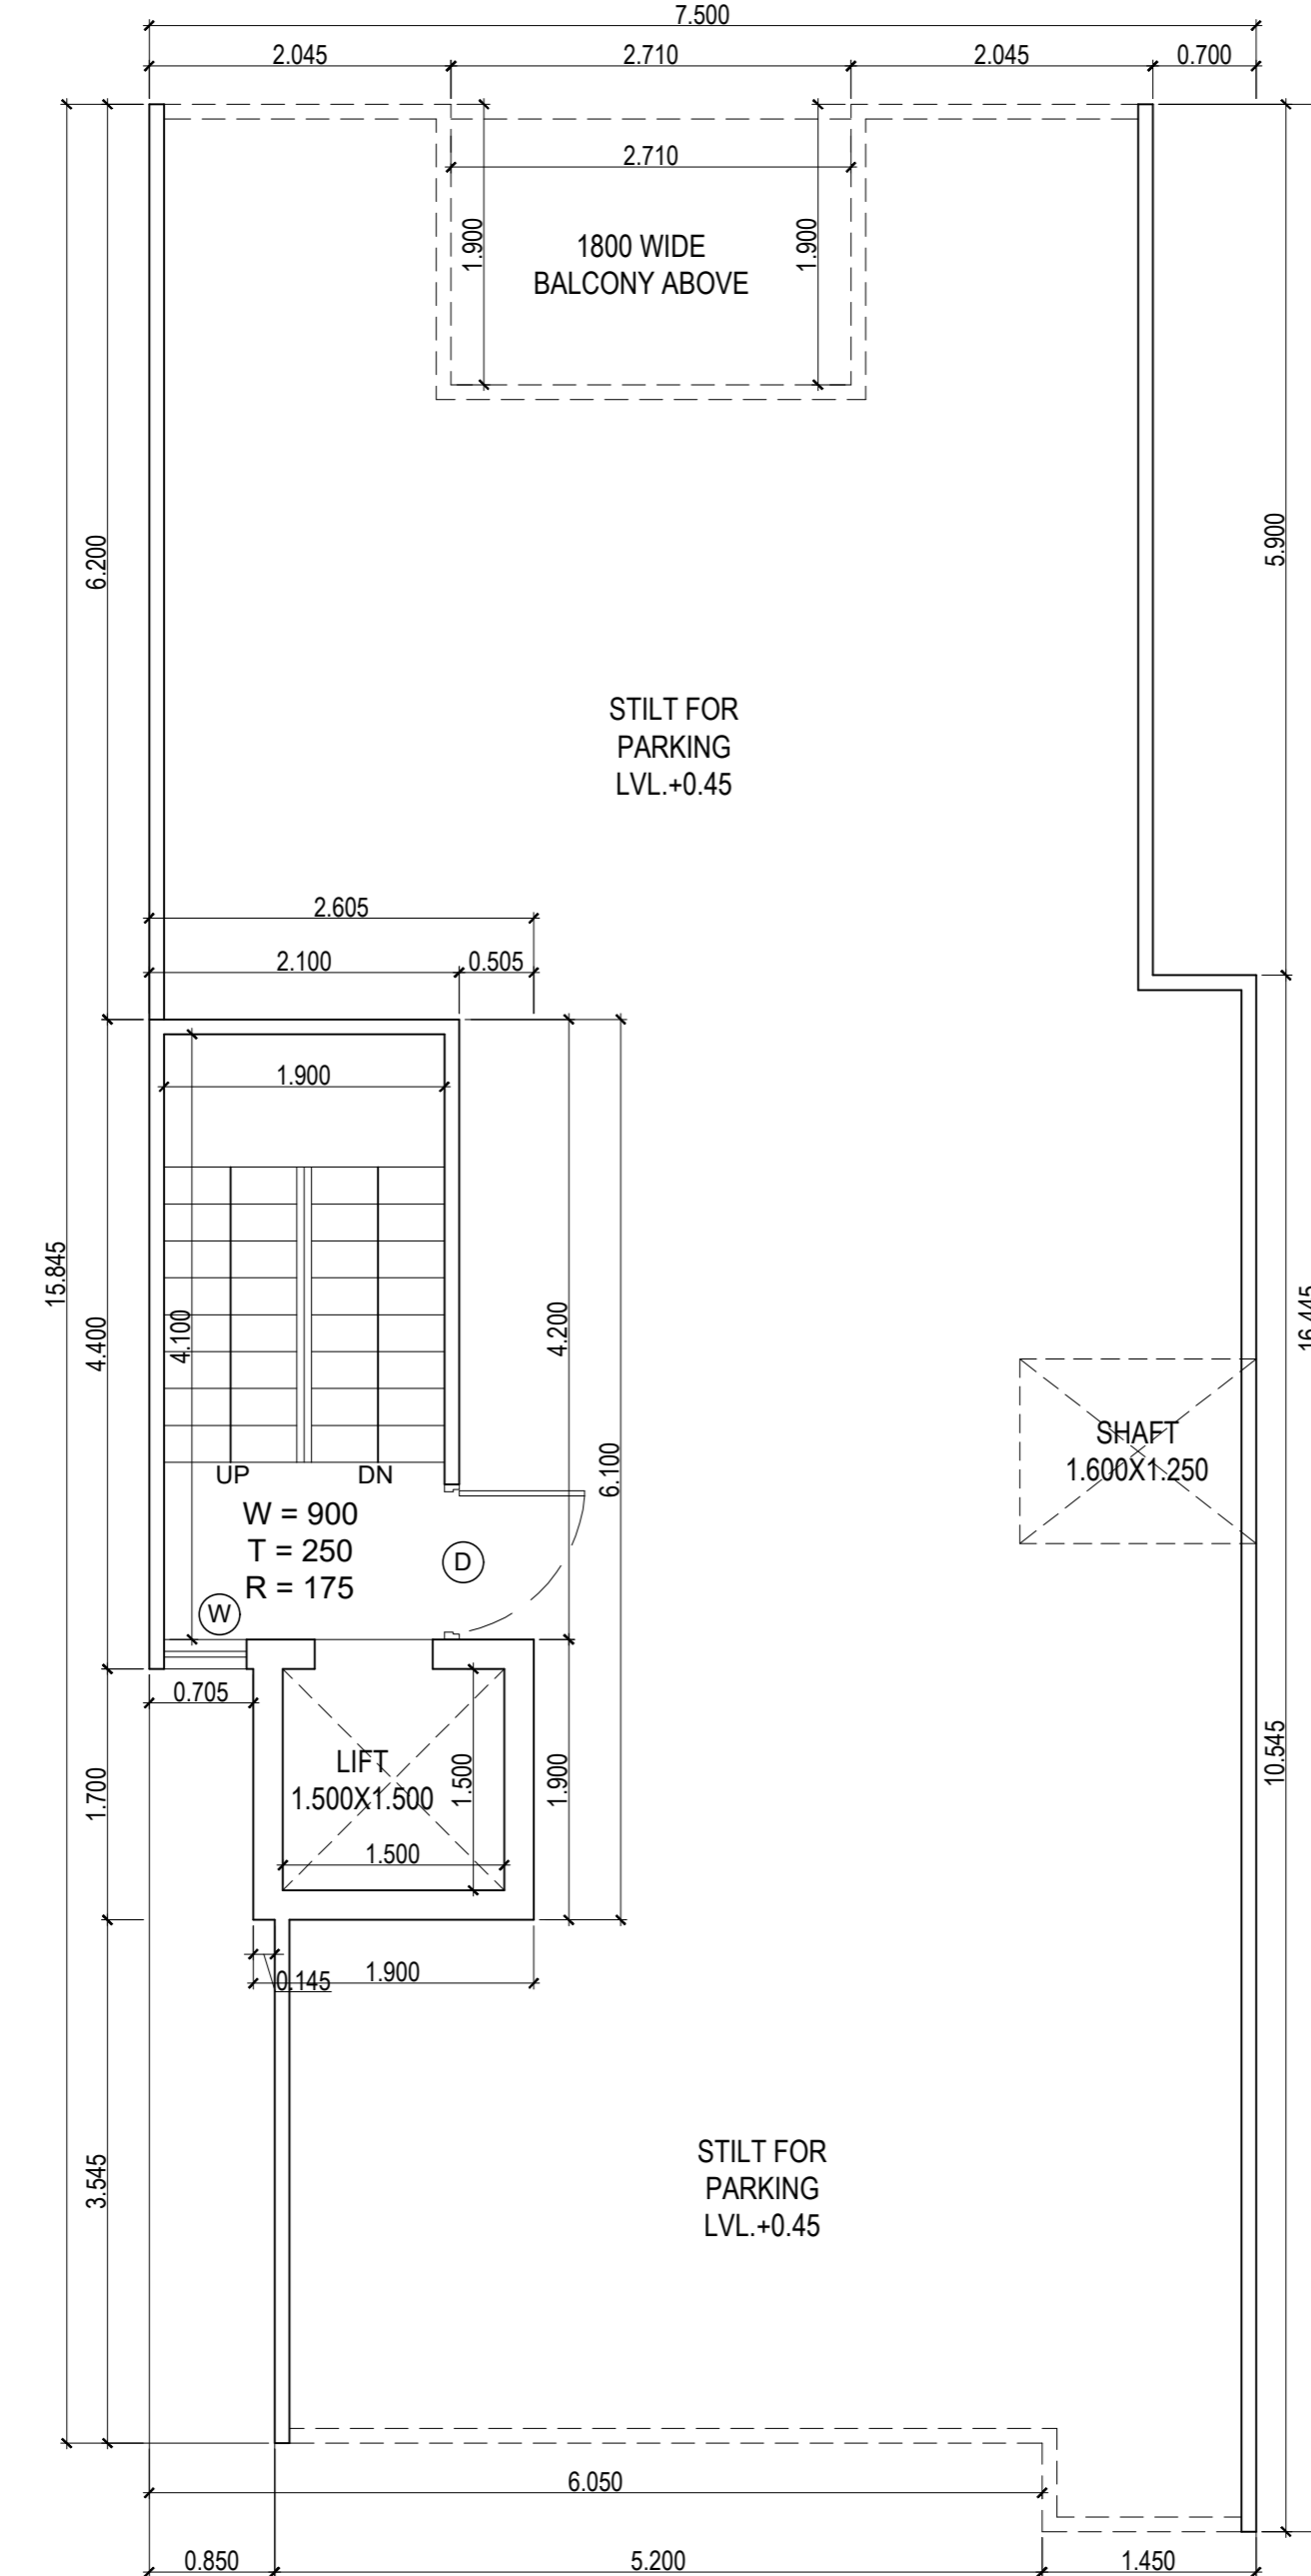 7.500
2.045
2.710
2.045
0.700
2.710
1.900
1.900
1800 WIDE
BALCONY ABOVE
6.200
5.900
STILT FOR
PARKING
LVL.+0.45
2.605
2.100
0.505
1.900
15.845
4.400
4.100
4.200
16.445
SHAFT
1.600X1.250
6.100
UP
DN
W = 900
T = 250
R = 175
D
W
0.705
LIFT
1.500X1.500
1.500
1.500
1.700
1.900
10.545
0.145
1.900
STILT FOR
PARKING
LVL.+0.45
3.545
6.050
0.850
5.200
1.450